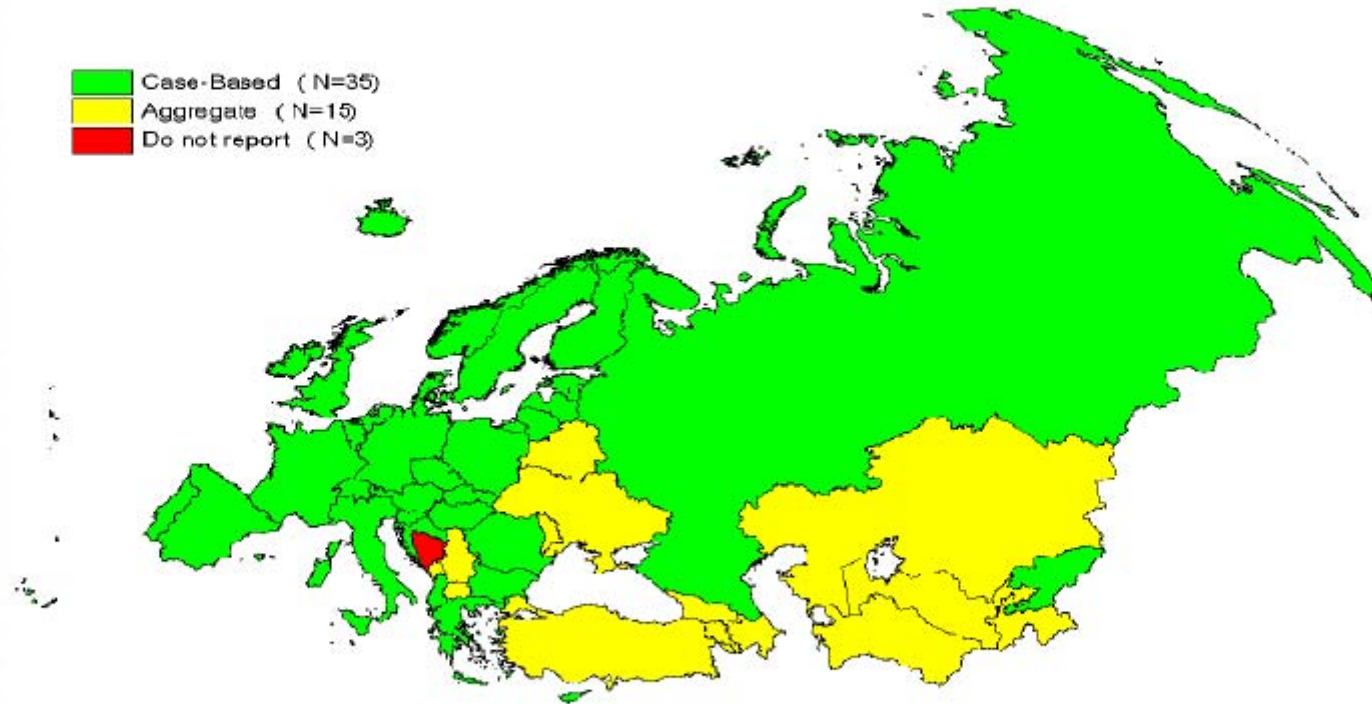 Case-Based ( N=35)
Aggregate ( N=15)
Do not report ( N=3)